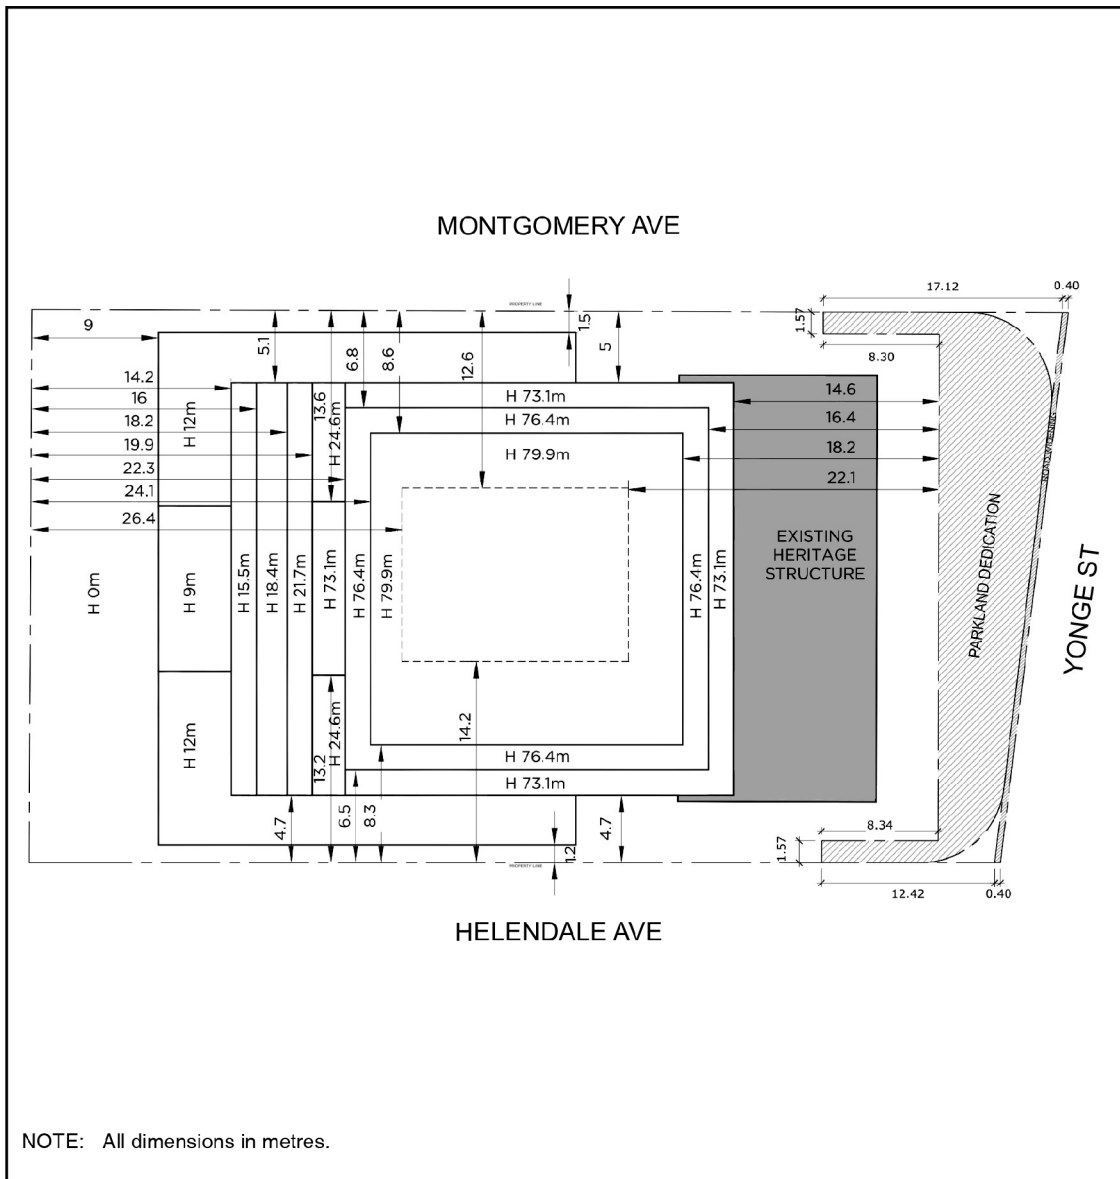 MONTGOMERY AVE
17.12
0.40
PROPERTY LINE
9
5.1
6.8
8.6
12.6
1.5
5
1.57
8.30
14.2
16
18.2
19.9
22.3
24.1
26.4
H 12m
13.6
H 24.6m
H 73.1m
H 76.4m
H 79.9m
14.6
16.4
18.2
22.1
ROAD WIDENING
EXISTING
HERITAGE
STRUCTURE
H 0m
H 9m
H 15.5m
H 18.4m
H 21.7m
H 73.1m
H 76.4m
H 79.9m
H 76.4m
H 73.1m
PARKLAND DEDICATION
YONGE ST
H 12m
13.2
H 24.6m
14.2
H 76.4m
H 73.1m
4.7
6.5
8.3
1.2
4.7
8.34
1.57
PROPERTY LINE
12.42
0.40
HELENDALE AVE
NOTE: All dimensions in metres.